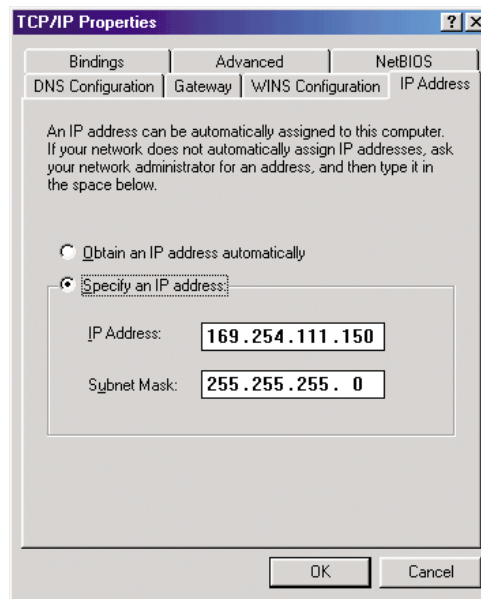 TCP/IP Properties
Bindings
Advanced
NetBIOS
DNS Configuration
Gateway
WINS Configuration
IP Address
An IP address can be automatically assigned to this computer.
If your network does not automatically assign IP addresses, ask
your network administrator for an address, and then type it in
the space below.
Obtain an IP address automatically
Specify an IP address:
IP Address:
169.254.111.150
Subnet Mask:
255.255.255. 0
OK
Cancel